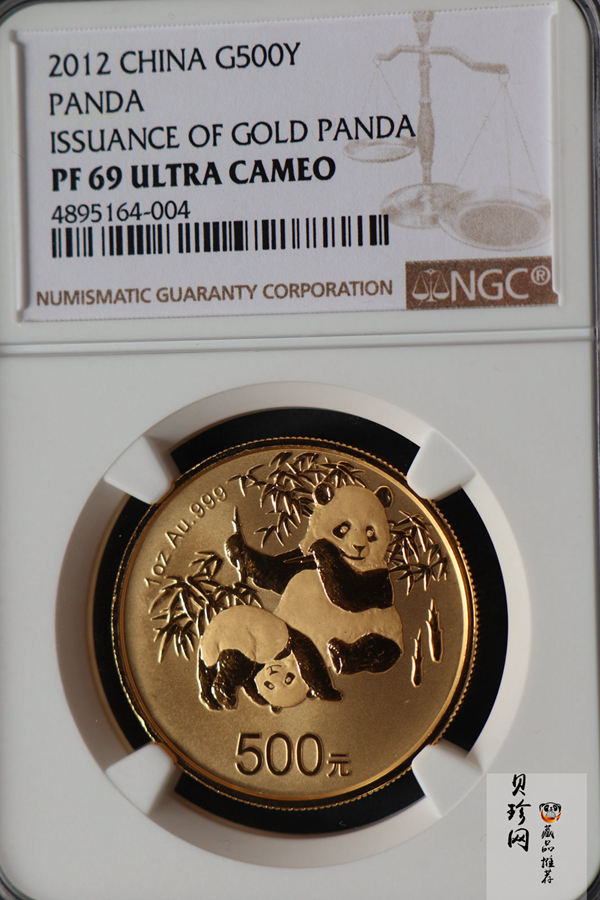 2012 CHINA G500Y
PANDA
ISSUANCE OF GOLD PANDA
PF 69 ULTRA CAMEO
4895164-004
NUMISMATIC GUARANTY CORPORATION
NGC®
1oz Au.999
500元
贝珍网
藏品推荐